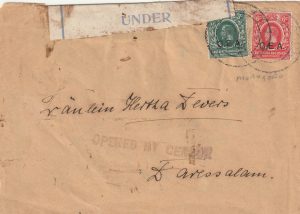 UNDER
G.E.A. G.E.A.
Fräulein Hertha Devers
OPENED BY CENSOR
Daressalam.